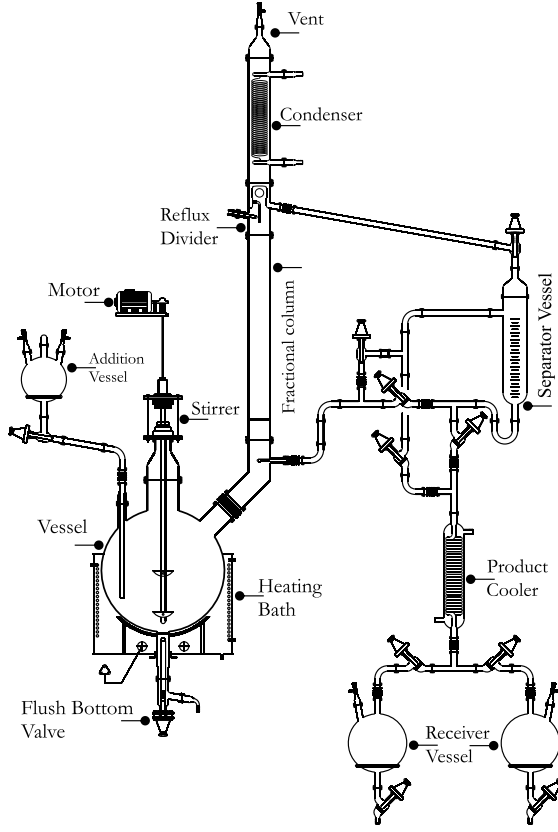 Vent
Condenser
Reflux
Divider
Motor
Addition
Vessel
Stirrer
Fractional column
Separator Vessel
Vessel
Heating
Bath
Product
Cooler
Flush Bottom
Valve
Receiver
Vessel